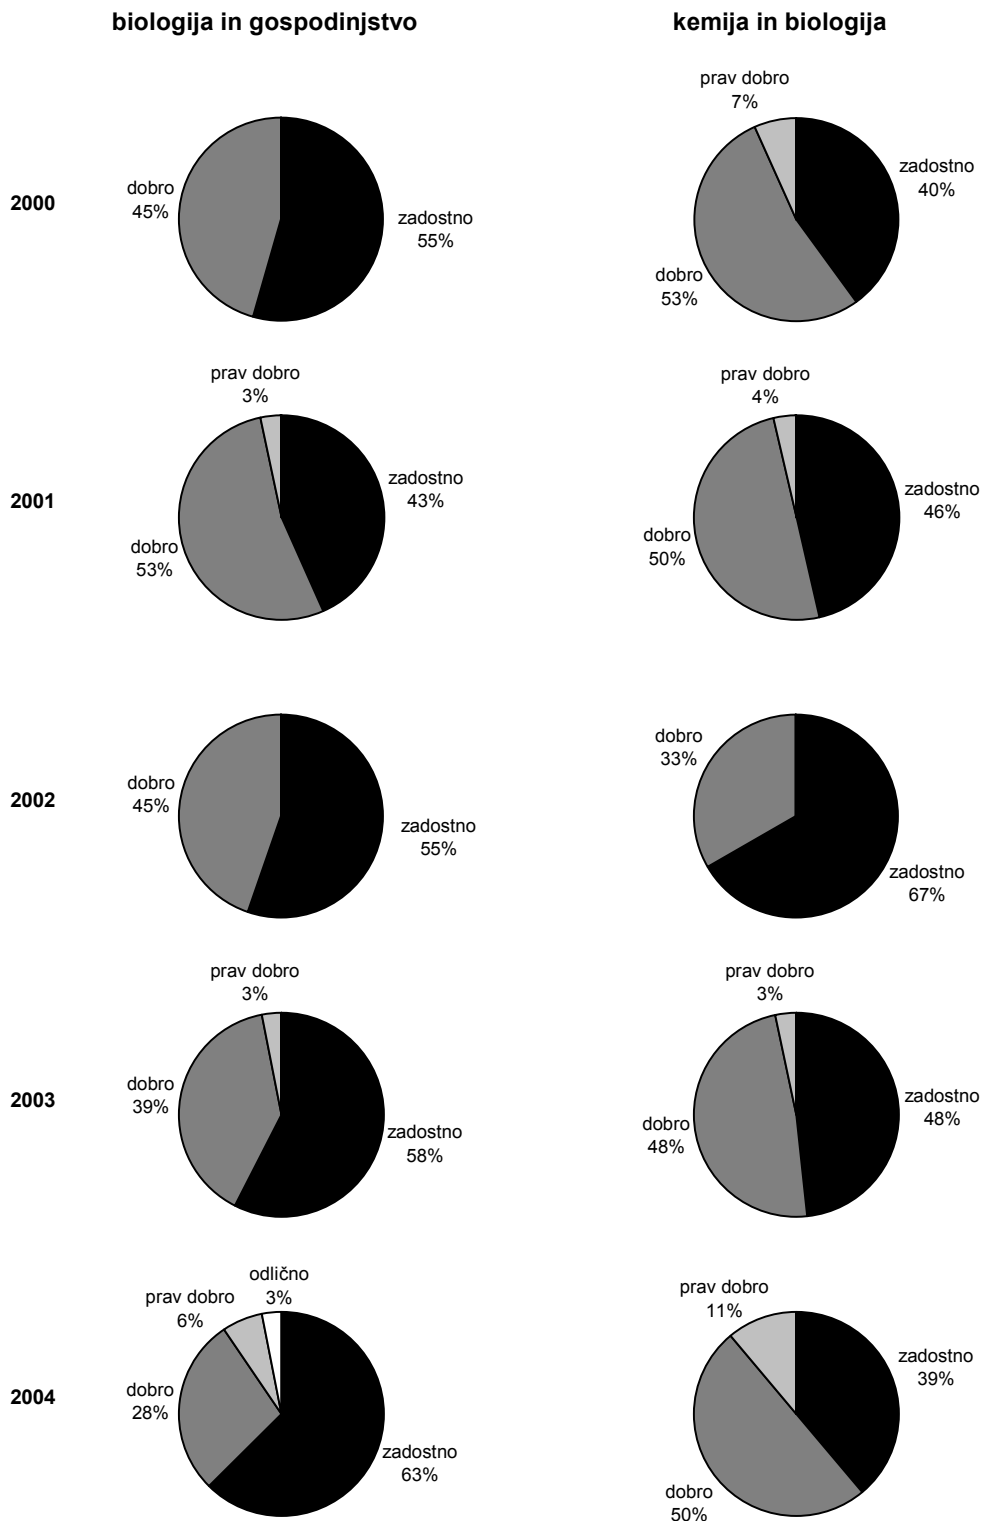 biologija in gospodinjstvo
kemija in biologija
2000
dobro
45%
zadostno
55%
prav dobro
7%
zadostno
40%
dobro
53%
2001
prav dobro
3%
zadostno
43%
dobro
53%
prav dobro
4%
zadostno
46%
dobro
50%
2002
dobro
45%
zadostno
55%
dobro
33%
zadostno
67%
2003
prav dobro
3%
dobro
39%
zadostno
58%
prav dobro
3%
zadostno
48%
dobro
48%
2004
odlično
3%
prav dobro
6%
dobro
28%
zadostno
63%
prav dobro
11%
zadostno
39%
dobro
50%